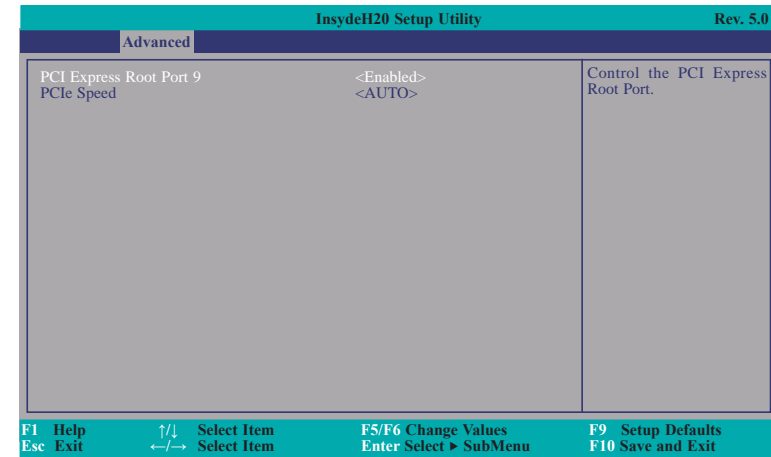 InsydeH20 Setup Utility Rev. 5.0
Advanced
PCI Express Root Port 9 <Enabled>
PCIe Speed <AUTO>
Control the PCI Express
Root Port.
F1 Help ↑/↓ Select Item F5/F6 Change Values F9 Setup Defaults
Esc Exit ←/→ Select Item Enter Select ► SubMenu F10 Save and Exit